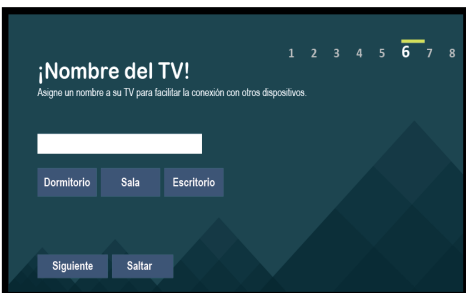 1 2 3 4 5 6 7 8
¡Nombre del TV!
Asigne un nombre a su TV para facilitar la conexión con otros dispositivos.
Dormitorio Sala Escritorio
Siguiente Saltar